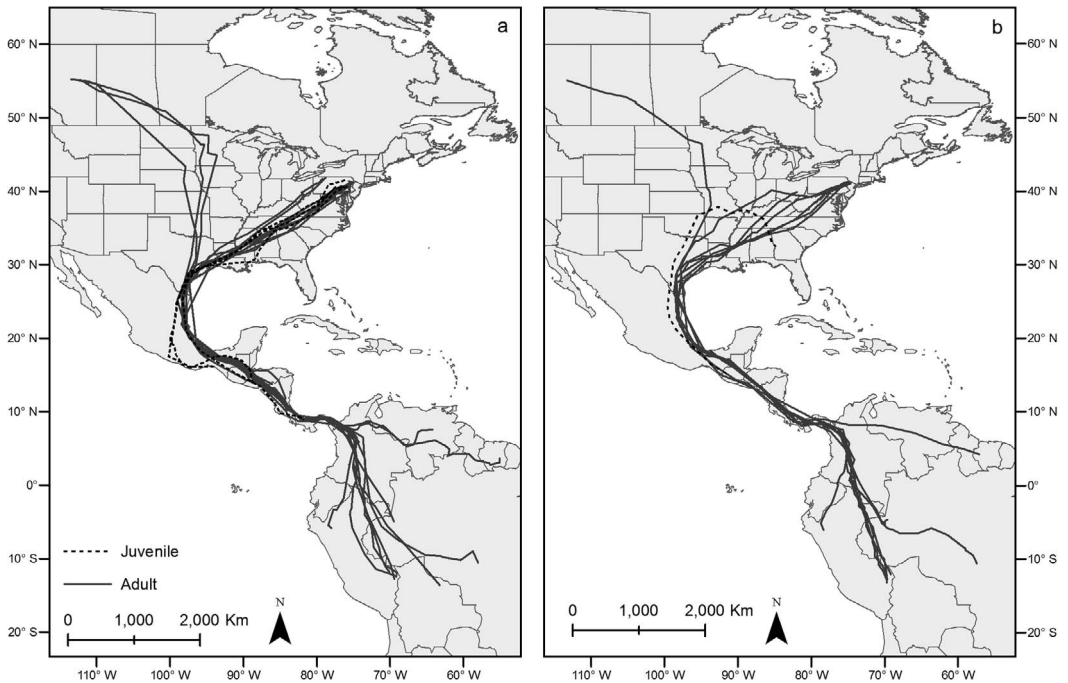 a
b
60° N
50° N
40° N
30° N
20° N
10° N
0°
10° S
20° S
60° N
50° N
40° N
30° N
20° N
10° N
0°
10° S
20° S
Juvenile
Adult
0 1,000 2,000 Km
N
0 1,000 2,000 Km
N
110° W 100° W 90° W 80° W 70° W 60° W
110° W 100° W 90° W 80° W 70° W 60° W